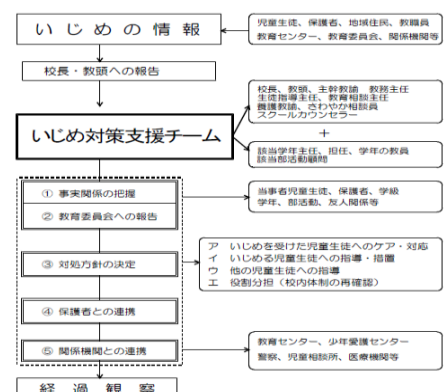 いじめの情報
児童生徒、保護者、地域住民、教職員
教育センター、教育委員会、関係機関等
校長・教頭への報告
校長、教頭、主幹教諭　教務主任
生徒指導主任、教育相談主任
養護教諭、さわやか相談員
スクールカウンセラー
いじめ対策支援チーム
＋
該当学年主任、担任、学年の教員
該当部活動顧問
① 事実関係の把握
② 教育委員会への報告
当事者児童生徒、保護者、学級
学年、部活動、友人関係等
③ 対処方針の決定
ア　いじめを受けた児童生徒へのケア・対応
イ　いじめる児童生徒への指導・措置
ウ　他の児童生徒への指導
エ　役割分担（校内体制の再確認）
④ 保護者との連携
⑤ 関係機関との連携
教育センター、少年愛護センター
警察、児童相談所、医療機関等
経過観察